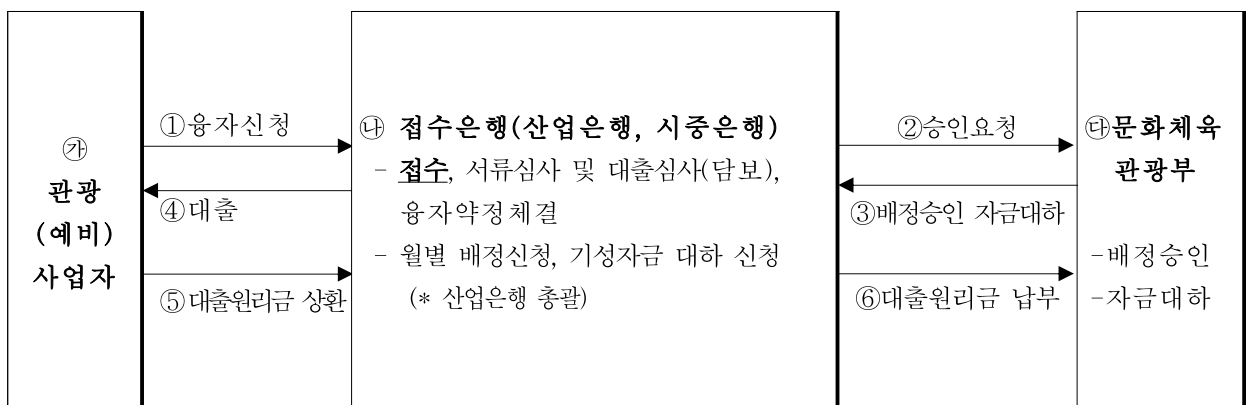 ㉮
관광
(예비)
사업자
①융자신청
④대출
⑤대출원리금 상환
㉯ 접수은행(산업은행, 시중은행)
- 접수, 서류심사 및 대출심사(담보),
융자약정체결
- 월별 배정신청, 기성자금 대하 신청
(* 산업은행 총괄)
②승인요청
③배정승인 자금대하
⑥대출원리금 납부
㉰문화체육
관광부
-배정승인
-자금대하